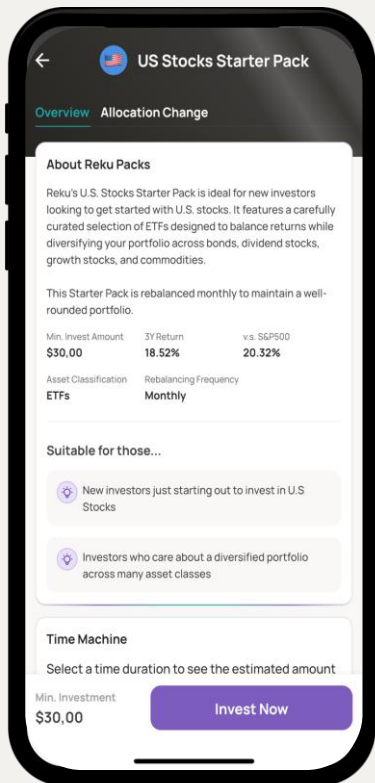 US Stocks Starter Pack
Overview Allocation Change
About Reku Packs
Reku's U.S. Stocks Starter Pack is ideal for new investors
looking to get started with U.S. stocks. It features a carefully
curated selection of ETFs designed to balance returns while
diversifying your portfolio across bonds, dividend stocks,
growth stocks, and commodities.
This Starter Pack is rebalanced monthly to maintain a well-
rounded portfolio.
Min. Invest Amount 3Y Return v.s. S&P500
$30,00 18.52% 20.32%
Asset Classification Rebalancing Frequency
ETFs Monthly
Suitable for those...
New investors just starting out to invest in U.S
Stocks
Investors who care about a diversified portfolio
across many asset classes
Time Machine
Select a time duration to see the estimated amount
Min. Investment
$30,00
Invest Now